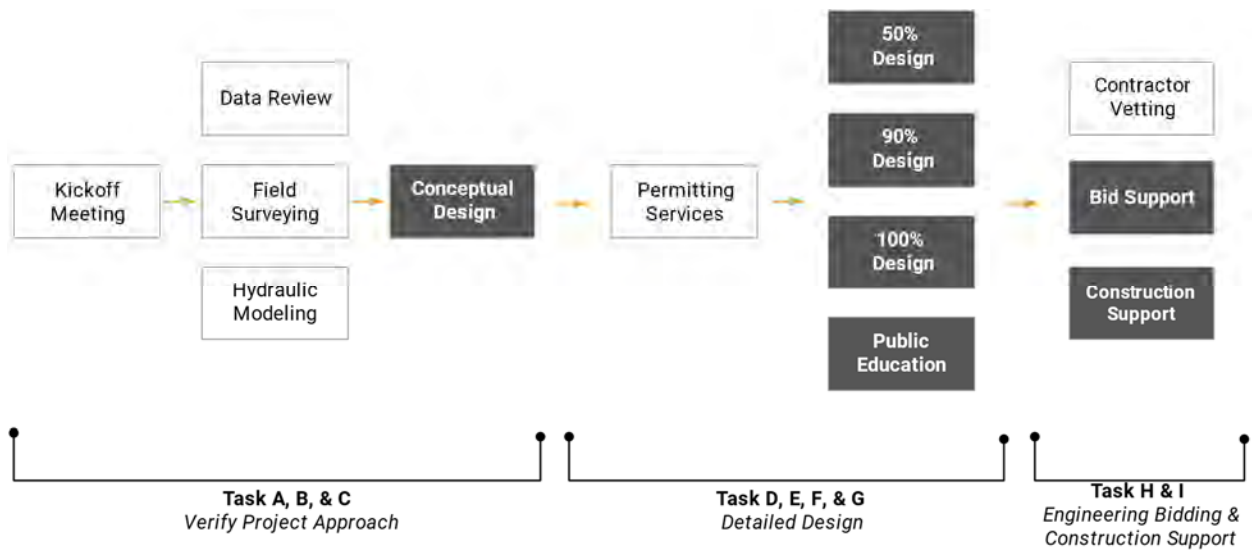 Kickoff
Meeting
Data Review
Field
Surveying
Hydraulic
Modeling
Conceptual
Design
Permitting
Services
50%
Design
90%
Design
100%
Design
Public
Education
Contractor
Vetting
Bid Support
Construction
Support
Task A, B, & C
Verify Project Approach
Task D, E, F, & G
Detailed Design
Task H & I
Engineering Bidding &
Construction Support